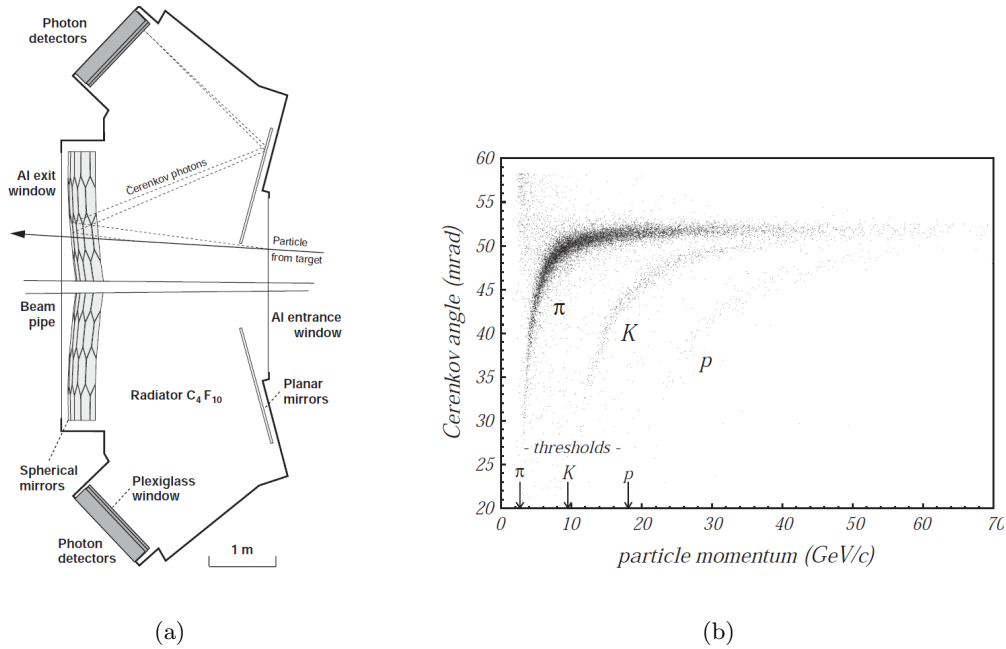 Photon
detectors
Al exit
window
Čerenkov photons
Particle
from target
Beam
pipe
Al entrance
window
Radiator C4 F10
Planar
mirrors
Spherical
mirrors
Plexiglass
window
Photon
detectors
1 m
(a)
Cerenkov angle (mrad)
60
55
50
45
40
35
30
25
20
π
K
p
- thresholds -
π K p
0 10 20 30 40 50 60 70
particle momentum (GeV/c)
(b)